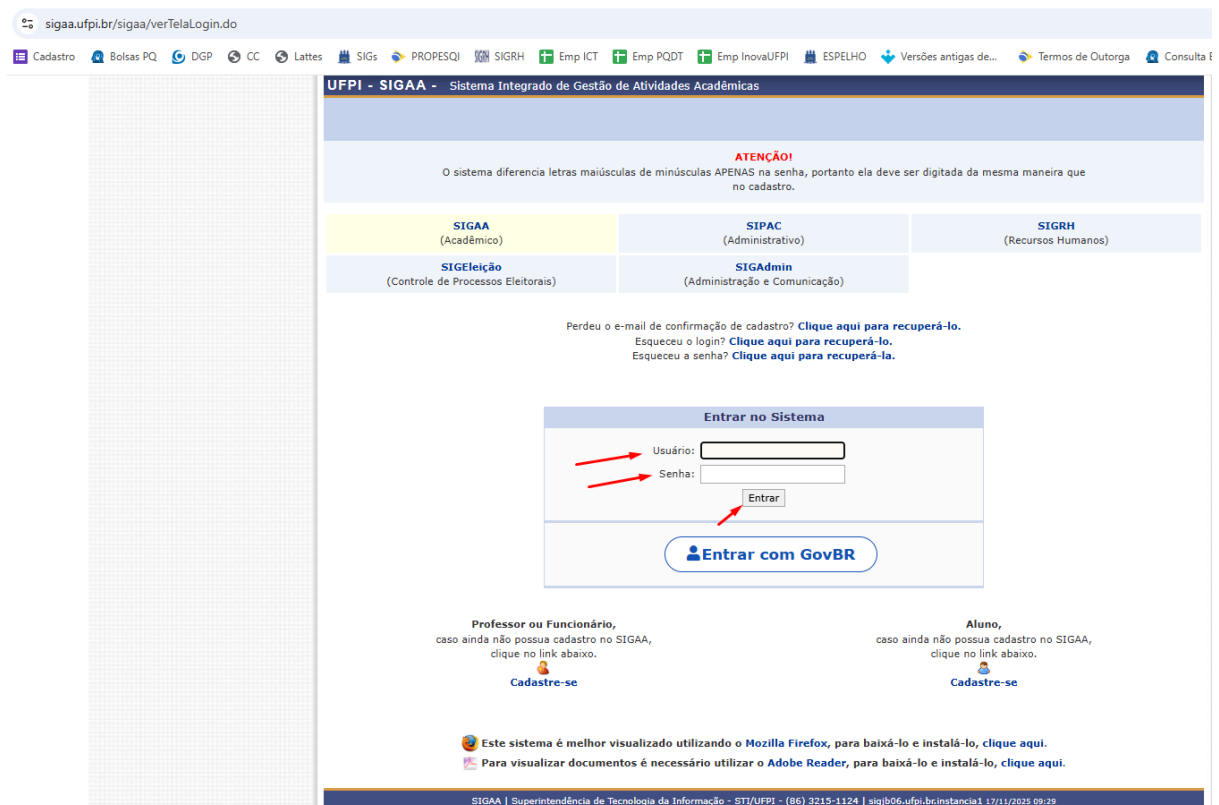 sigaa.ufpi.br/sigaa/verTelaLogin.do
Cadastro Bolsas PQ DGP CC Lattes SIGs PROPESQI SIGRH Emp ICT Emp PQDT Emp InovaUFPI ESPELHO Versões antigas de... Termos de Outorga Consulta
UFPI - SIGAA - Sistema Integrado de Gestão de Atividades Acadêmicas
ATENÇÃO!
O sistema diferencia letras maiúsculas de minúsculas APENAS na senha, portanto ela deve ser digitada da mesma maneira que
no cadastro.
SIGAA SIPAC SIGRH
(Acadêmico) (Administrativo) (Recursos Humanos)
SIGEleição SIGAdmin
(Controle de Processos Eleitorais) (Administração e Comunicação)
Perdeu o e-mail de confirmação de cadastro? Clique aqui para recuperá-lo.
Esqueceu o login? Clique aqui para recuperá-lo.
Esqueceu a senha? Clique aqui para recuperá-la.
Entrar no Sistema
Usuário:
Senha:
Entrar
Entrar com GovBR
Professor ou Funcionário,
caso ainda não possua cadastro no SIGAA,
clique no link abaixo.
Cadastre-se
Aluno,
caso ainda não possua cadastro no SIGAA,
clique no link abaixo.
Cadastre-se
Este sistema é melhor visualizado utilizando o Mozilla Firefox, para baixá-lo e instalá-lo, clique aqui.
Para visualizar documentos é necessário utilizar o Adobe Reader, para baixá-lo e instalá-lo, clique aqui.
SIGAA | Superintendência de Tecnologia da Informação - STI/UFPI - (86) 3215-1124 | sigjb06.ufpi.br.instancia1 17/11/2025 09:29